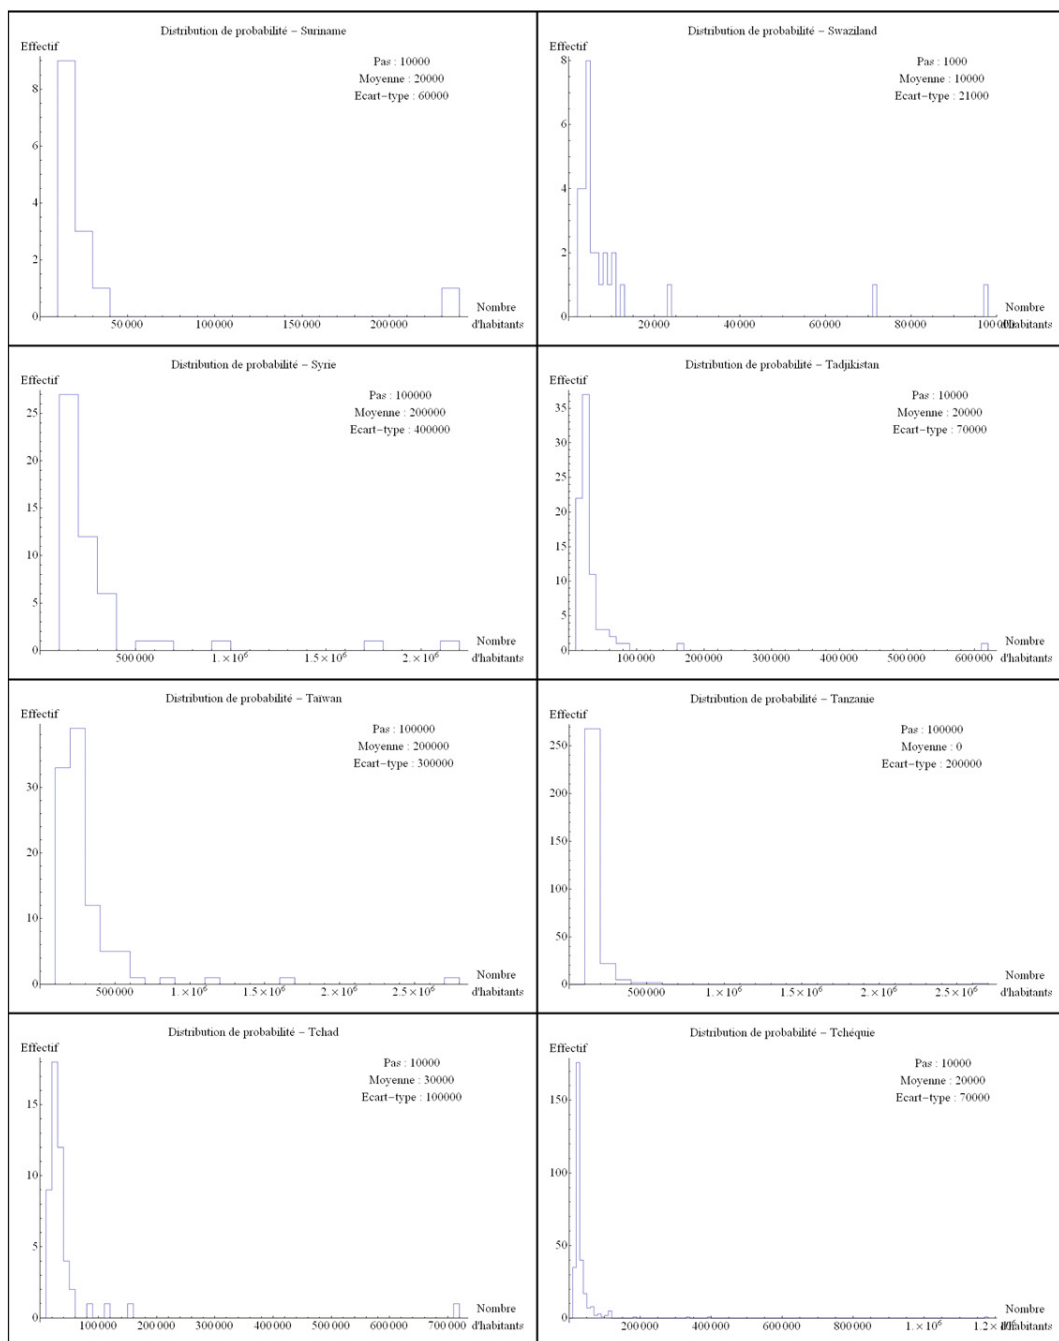 Distribution de probabilité − Suriname
Effectif
Pas : 10000
Moyenne : 20000
Ecart−type : 60000
8
6
4
2
0
50000 100000 150000 200000
Nombre
d'habitants
Distribution de probabilité − Swaziland
Effectif
Pas : 1000
Moyenne : 10000
Ecart−type : 21000
8
6
4
2
0
20000 40000 60000 80000
Nombre
d'habitants
Distribution de probabilité − Syrie
Effectif
Pas : 100000
Moyenne : 200000
Ecart−type : 400000
25
20
15
10
5
0
500000 1.×10⁶ 1.5×10⁶ 2.×10⁶
Nombre
d'habitants
Distribution de probabilité − Tadjikistan
Effectif
Pas : 10000
Moyenne : 20000
Ecart−type : 70000
35
30
25
20
15
10
5
0
100000 200000 300000 400000 500000 600000
Nombre
d'habitants
Distribution de probabilité − Taïwan
Effectif
Pas : 100000
Moyenne : 200000
Ecart−type : 300000
30
20
10
0
500000 1.×10⁶ 1.5×10⁶ 2.×10⁶ 2.5×10⁶
Nombre
d'habitants
Distribution de probabilité − Tanzanie
Effectif
Pas : 100000
Moyenne : 0
Ecart−type : 200000
250
200
150
100
50
0
500000 1.×10⁶ 1.5×10⁶ 2.×10⁶ 2.5×10⁶
Nombre
d'habitants
Distribution de probabilité − Tchad
Effectif
Pas : 10000
Moyenne : 30000
Ecart−type : 100000
15
10
5
0
100000 200000 300000 400000 500000 600000 700000
Nombre
d'habitants
Distribution de probabilité − Tchéquie
Effectif
Pas : 10000
Moyenne : 20000
Ecart−type : 70000
150
100
50
0
200000 400000 600000 800000 1.×10⁶
Nombre
d'habitants